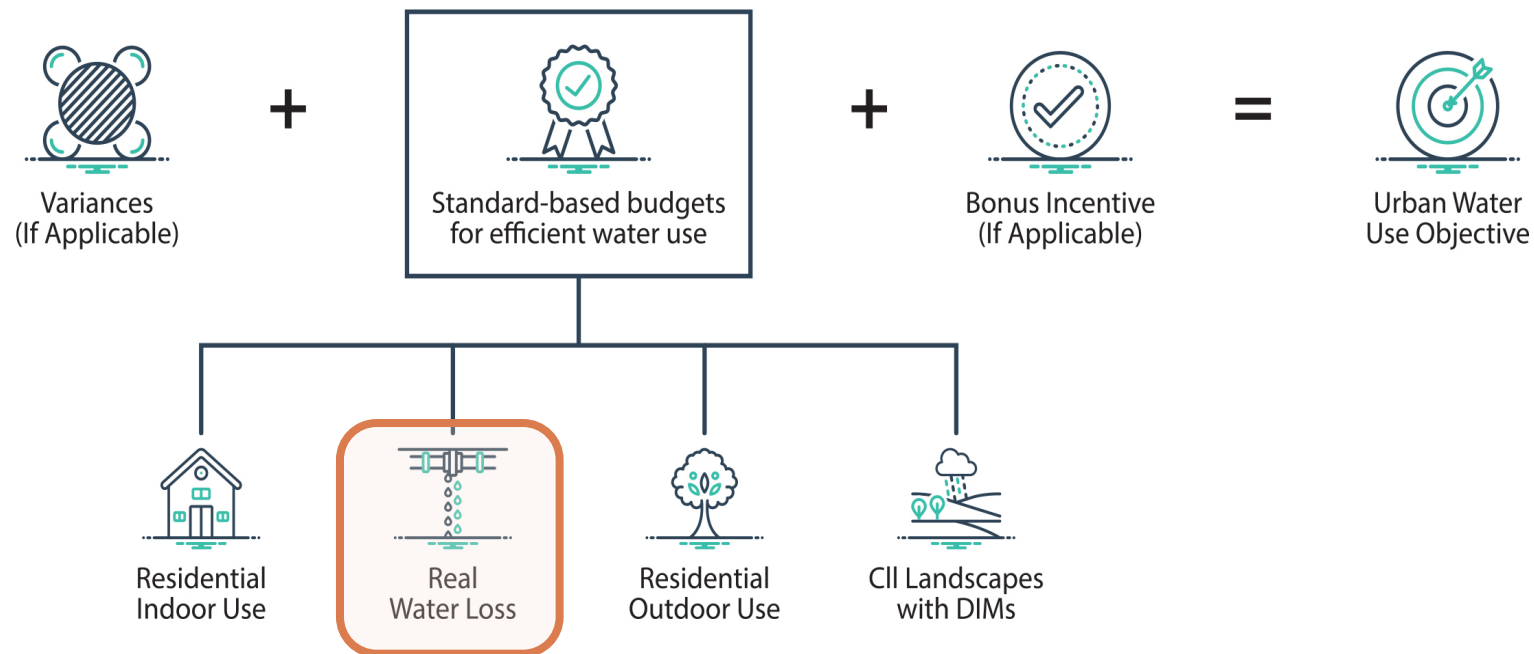 Variances
(If Applicable)
+
Standard-based budgets
for efficient water use
+
Bonus Incentive
(If Applicable)
=
Urban Water
Use Objective
Residential
Indoor Use
Real
Water Loss
Residential
Outdoor Use
CII Landscapes
with DIMs